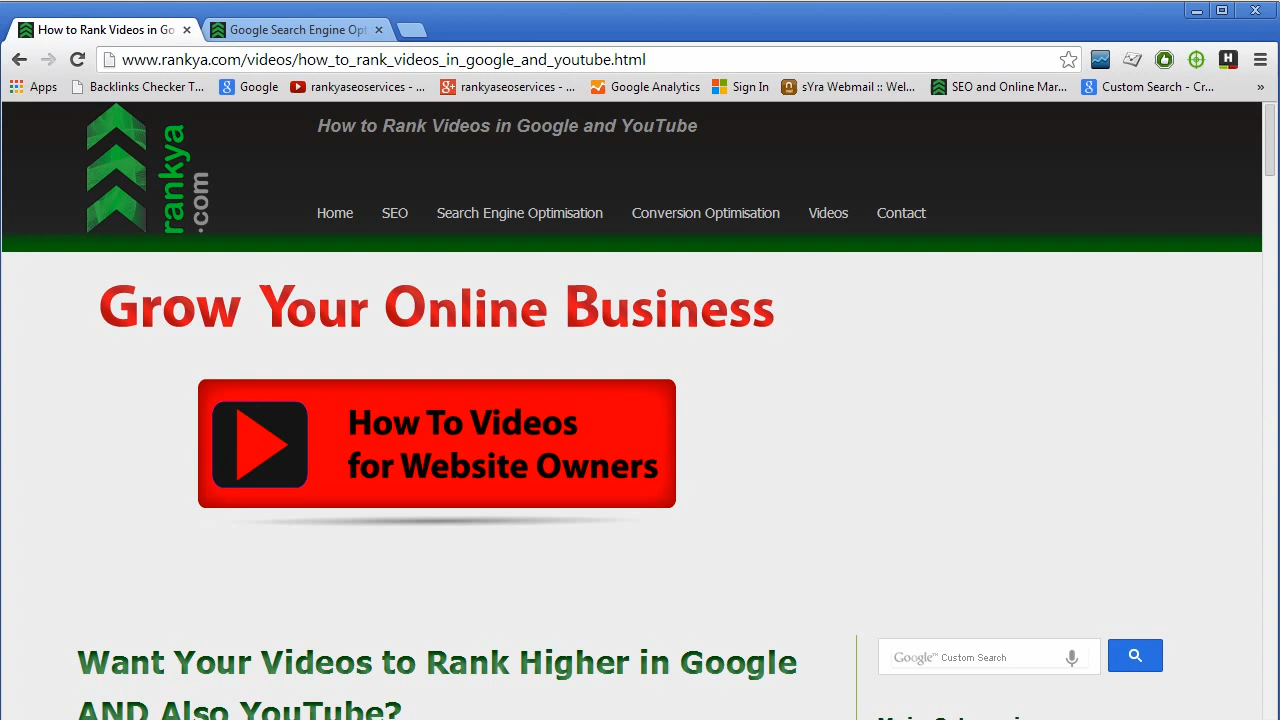 How to Rank Videos in Go
Google Search Engine Opt
www.rankya.com/videos/how_to_rank_videos_in_google_and_youtube.html
Apps
Backlinks Checker T...
Google
rankyaseoservices - ...
rankyaseoservices - ...
Google Analytics
Sign In
sYra Webmail :: Wel...
SEO and Online Mar...
Custom Search - Cr...
»
rankya
.com
How to Rank Videos in Google and YouTube
Home SEO Search Engine Optimisation Conversion Optimisation Videos Contact
Grow Your Online Business
How To Videos
for Website Owners
Want Your Videos to Rank Higher in Google
AND Also YouTube?
Google™ Custom Search